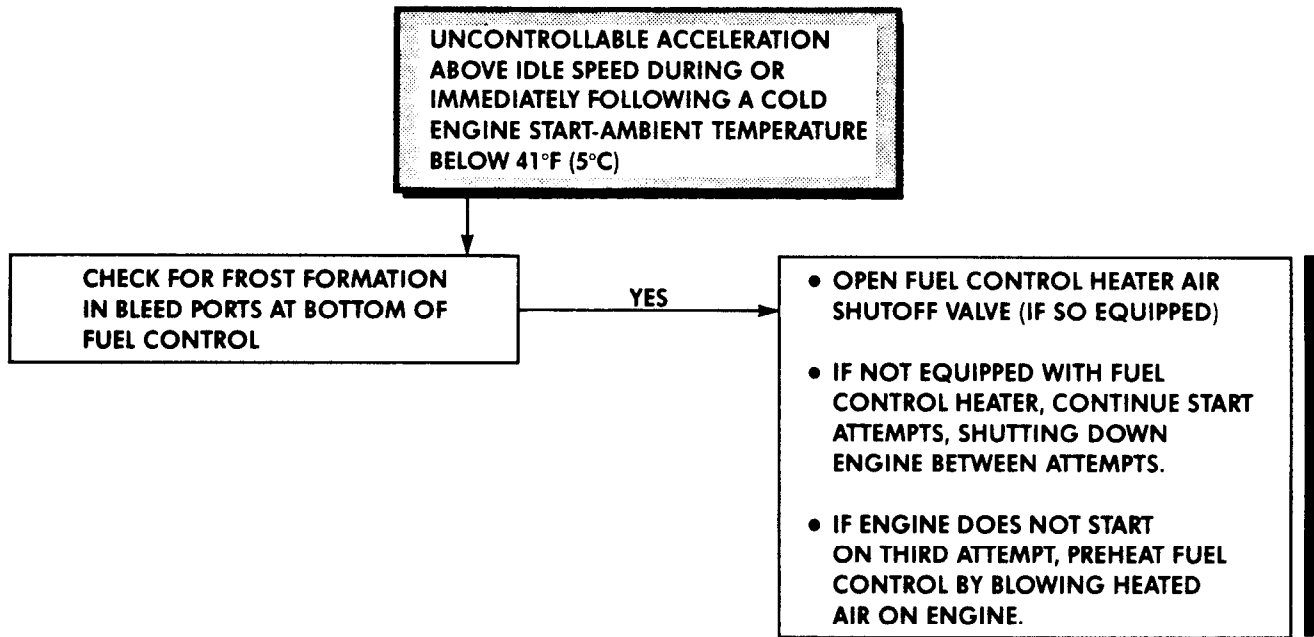 UNCONTROLLABLE ACCELERATION
ABOVE IDLE SPEED DURING OR
IMMEDIATELY FOLLOWING A COLD
ENGINE START-AMBIENT TEMPERATURE
BELOW 41°F (5°C)
CHECK FOR FROST FORMATION
IN BLEED PORTS AT BOTTOM OF
FUEL CONTROL
YES
• OPEN FUEL CONTROL HEATER AIR
SHUTOFF VALVE (IF SO EQUIPPED)
• IF NOT EQUIPPED WITH FUEL
CONTROL HEATER, CONTINUE START
ATTEMPTS, SHUTTING DOWN
ENGINE BETWEEN ATTEMPTS.
• IF ENGINE DOES NOT START
ON THIRD ATTEMPT, PREHEAT FUEL
CONTROL BY BLOWING HEATED
AIR ON ENGINE.